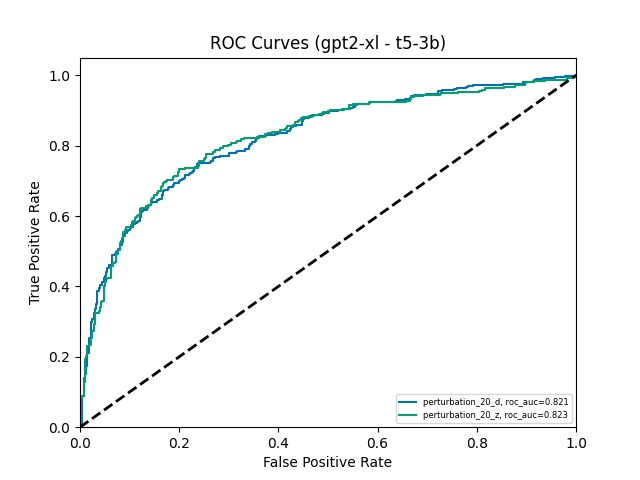 ROC Curves (gpt2-xl - t5-3b)
1.0
0.8
0.6
0.4
0.2
0.0
True Positive Rate
perturbation_20_d, roc_auc=0.821
perturbation_20_z, roc_auc=0.823
0.0 0.2 0.4 0.6 0.8 1.0
False Positive Rate